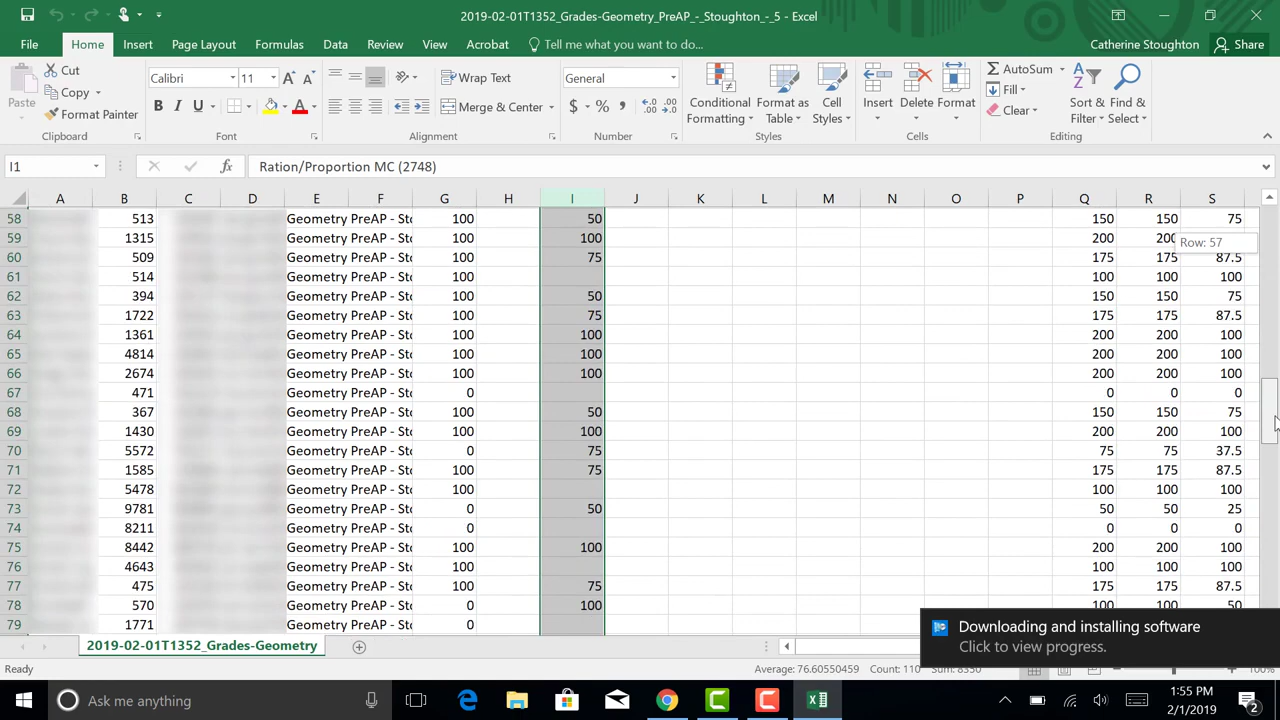 2019-02-01T1352_Grades-Geometry_PreAP_-_Stoughton_-_5 - Excel
File Home Insert Page Layout Formulas Data Review View Acrobat Tell me what you want to do... Catherine Stoughton Share
Paste Cut Copy Format Painter Clipboard
Calibri 11 B I U A Font
Wrap Text Merge & Center Alignment
General $ % , Number
Conditional Formatting Format as Table Cell Styles Styles
Insert Delete Format Cells
AutoSum Fill Clear Sort & Filter Find & Select Editing
I1 fx Ration/Proportion MC (2748)
A B C D E F G H I J K L M N O P Q R S
58 513 Geometry PreAP - Sto 100 50 150 150 75
59 1315 Geometry PreAP - Sto 100 100 200 200
Row: 57
60 509 Geometry PreAP - Sto 100 75 175 175 87.5
61 514 Geometry PreAP - Sto 100 100 100 100
62 394 Geometry PreAP - Sto 100 50 150 150 75
63 1722 Geometry PreAP - Sto 100 75 175 175 87.5
64 1361 Geometry PreAP - Sto 100 100 200 200 100
65 4814 Geometry PreAP - Sto 100 100 200 200 100
66 2674 Geometry PreAP - Sto 100 100 200 200 100
67 471 Geometry PreAP - Sto 0 0 0 0
68 367 Geometry PreAP - Sto 100 50 150 150 75
69 1430 Geometry PreAP - Sto 100 100 200 200 100
70 5572 Geometry PreAP - Sto 0 75 75 75 37.5
71 1585 Geometry PreAP - Sto 100 75 175 175 87.5
72 5478 Geometry PreAP - Sto 100 100 100 100
73 9781 Geometry PreAP - Sto 0 50 50 50 25
74 8211 Geometry PreAP - Sto 0 0 0 0
75 8442 Geometry PreAP - Sto 100 100 200 200 100
76 4643 Geometry PreAP - Sto 100 100 100 100
77 475 Geometry PreAP - Sto 100 75 175 175 87.5
78 570 Geometry PreAP - Sto 0 100 100 100 50
79 1771 Geometry PreAP - Sto 0
Downloading and installing software
Click to view progress.
2019-02-01T1352_Grades-Geometry
Ready Average: 76.60550459 Count: 110 Sum: 8350 100%
Ask me anything
1:55 PM
2/1/2019
2